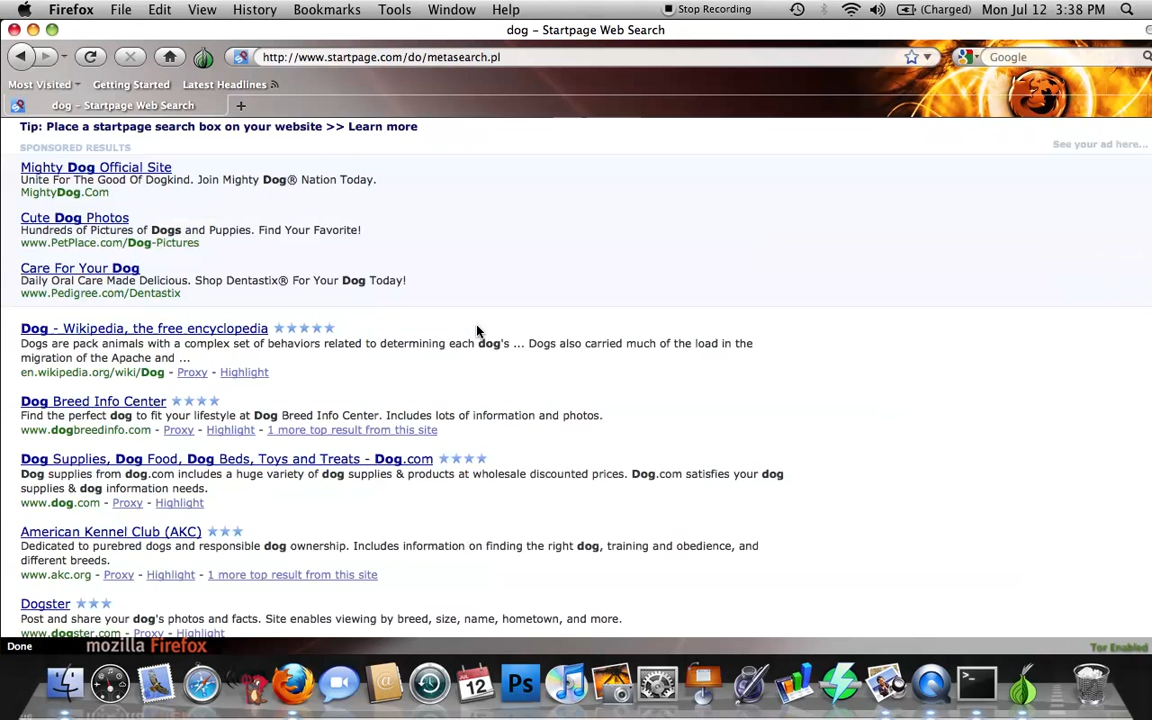 Firefox File Edit View History Bookmarks Tools Window Help Stop Recording (Charged) Mon Jul 12 3:38 PM
dog – Startpage Web Search
http://www.startpage.com/do/metasearch.pl Google
Most Visited Getting Started Latest Headlines
dog – Startpage Web Search
Tip: Place a startpage search box on your website >> Learn more
SPONSORED RESULTS See your ad here...
Mighty Dog Official Site
Unite For The Good Of Dogkind. Join Mighty Dog® Nation Today.
MightyDog.Com
Cute Dog Photos
Hundreds of Pictures of Dogs and Puppies. Find Your Favorite!
www.PetPlace.com/Dog-Pictures
Care For Your Dog
Daily Oral Care Made Delicious. Shop Dentastix® For Your Dog Today!
www.Pedigree.com/Dentastix
Dog - Wikipedia, the free encyclopedia
Dogs are pack animals with a complex set of behaviors related to determining each dog's ... Dogs also carried much of the load in the
migration of the Apache and ...
en.wikipedia.org/wiki/Dog - Proxy - Highlight
Dog Breed Info Center
Find the perfect dog to fit your lifestyle at Dog Breed Info Center. Includes lots of information and photos.
www.dogbreedinfo.com - Proxy - Highlight - 1 more top result from this site
Dog Supplies, Dog Food, Dog Beds, Toys and Treats - Dog.com
Dog supplies from dog.com includes a huge variety of dog supplies & products at wholesale discounted prices. Dog.com satisfies your dog
supplies & dog information needs.
www.dog.com - Proxy - Highlight
American Kennel Club (AKC)
Dedicated to purebred dogs and responsible dog ownership. Includes information on finding the right dog, training and obedience, and
different breeds.
www.akc.org - Proxy - Highlight - 1 more top result from this site
Dogster
Post and share your dog's photos and facts. Site enables viewing by breed, size, name, hometown, and more.
www.dogster.com - Proxy - Highlight
Done mozilla Firefox Tor Enabled
JUL
12
Ps